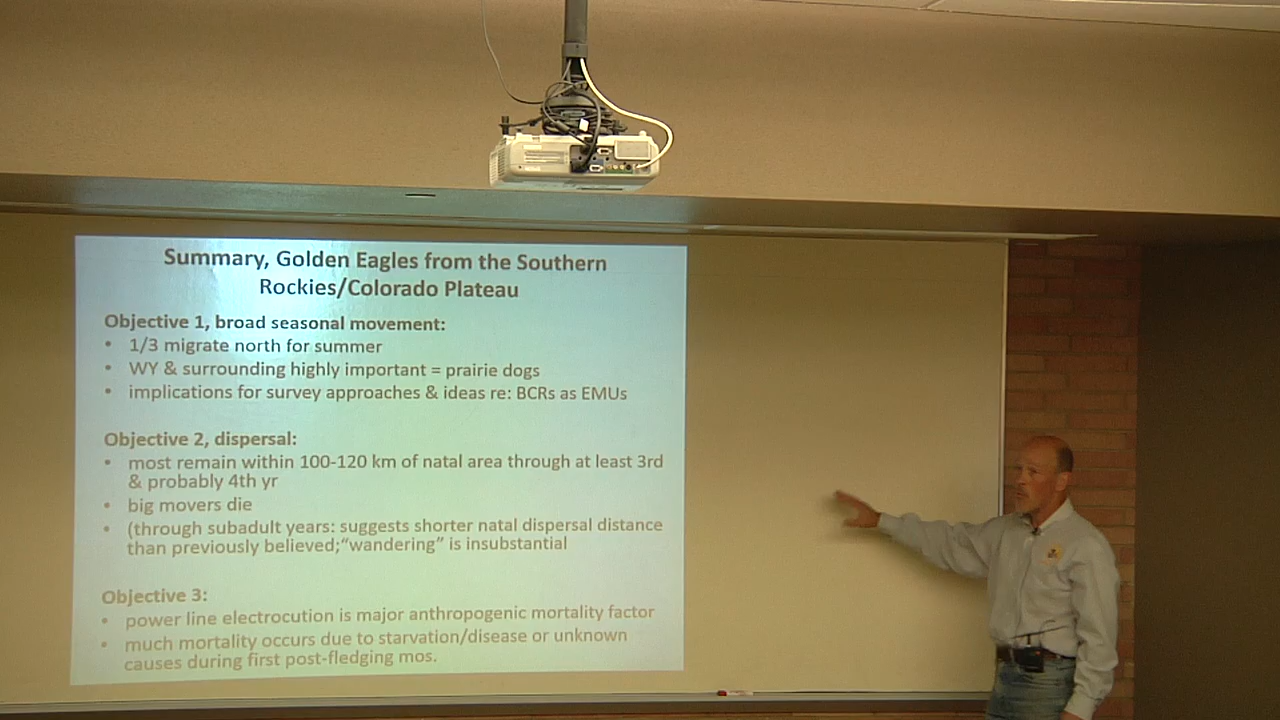 Summary, Golden Eagles from the Southern
Rockies/Colorado Plateau
Objective 1, broad seasonal movement:
• 1/3 migrate north for summer
• WY & surrounding highly important = prairie dogs
• implications for survey approaches & ideas re: BCRs as EMUs
Objective 2, dispersal:
• most remain within 100-120 km of natal area through at least 3rd
& probably 4th yr
• big movers die
• (through subadult years: suggests shorter natal dispersal distance
than previously believed;“wandering” is insubstantial
Objective 3:
• power line electrocution is major anthropogenic mortality factor
• much mortality occurs due to starvation/disease or unknown
causes during first post-fledging mos.